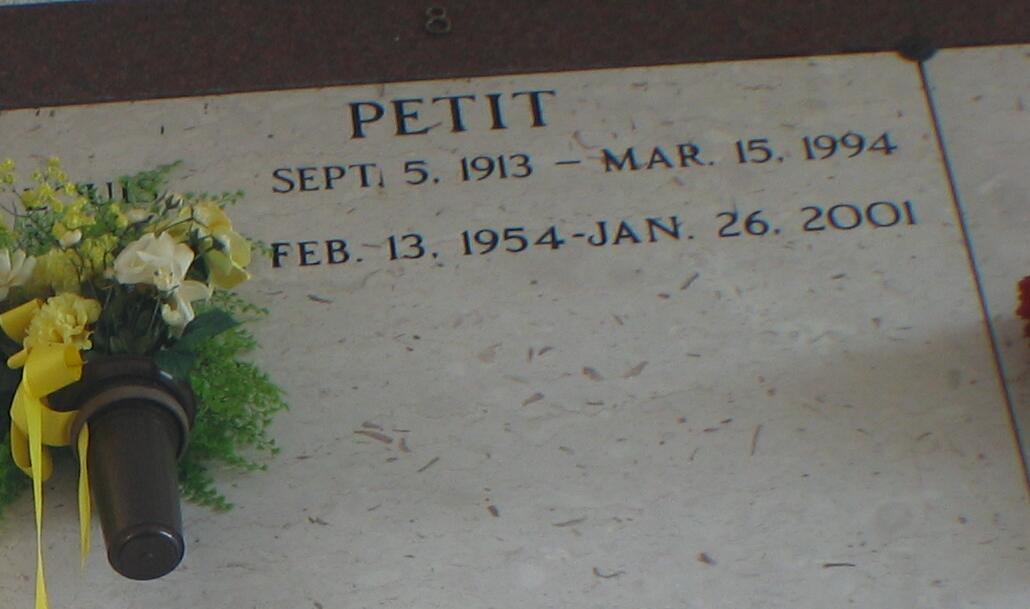 8
PETIT
SEPT. 5, 1913 – MAR. 15, 1994
FEB. 13, 1954-JAN. 26, 2001